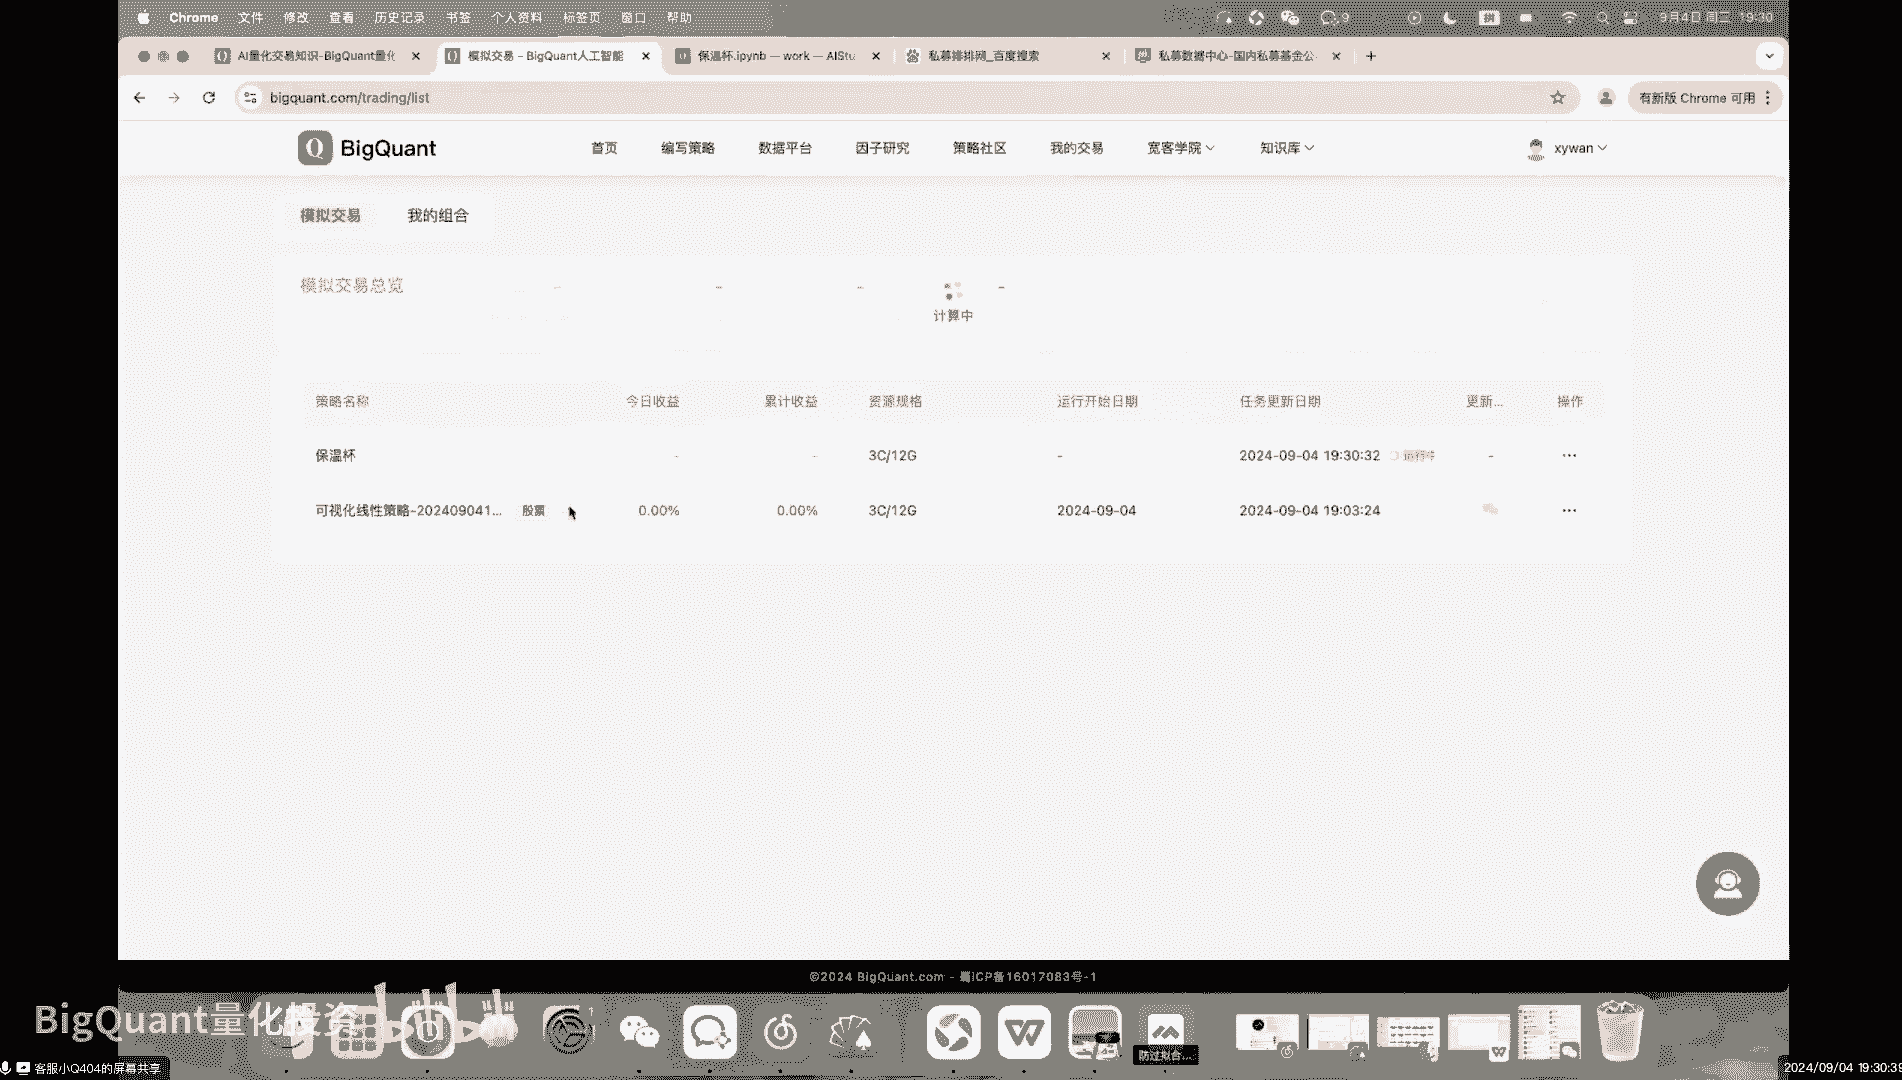 Chrome 文件 修改 查看 历史记录 书签 个人资料 标签页 窗口 帮助 9 拼 9月4日 周三 19:30
AI量化交易知识-BigQuant量化 模拟交易 - BigQuant人工智能 保温杯.ipynb — work — AIStu 私募排排网_百度搜索 私募数据中心-国内私募基金公
bigquant.com/trading/list 有新版 Chrome 可用
Q BigQuant 首页 编写策略 数据平台 因子研究 策略社区 我的交易 宽客学院 知识库 xywan
模拟交易 我的组合
模拟交易总览 - - - -
计算中
策略名称 今日收益 累计收益 资源规格 运行开始日期 任务更新日期 更新... 操作
保温杯 - - 3C/12G - 2024-09-04 19:30:32 运行中 - ...
可视化线性策略-202409041... 股票 0.00% 0.00% 3C/12G 2024-09-04 2024-09-04 19:03:24 ...
©2024 BigQuant.com - 蜀ICP备16017083号-1
BigQuant量化投资
防过拟合...
客服小Q404的屏幕共享
2024/09/04 19:30:39